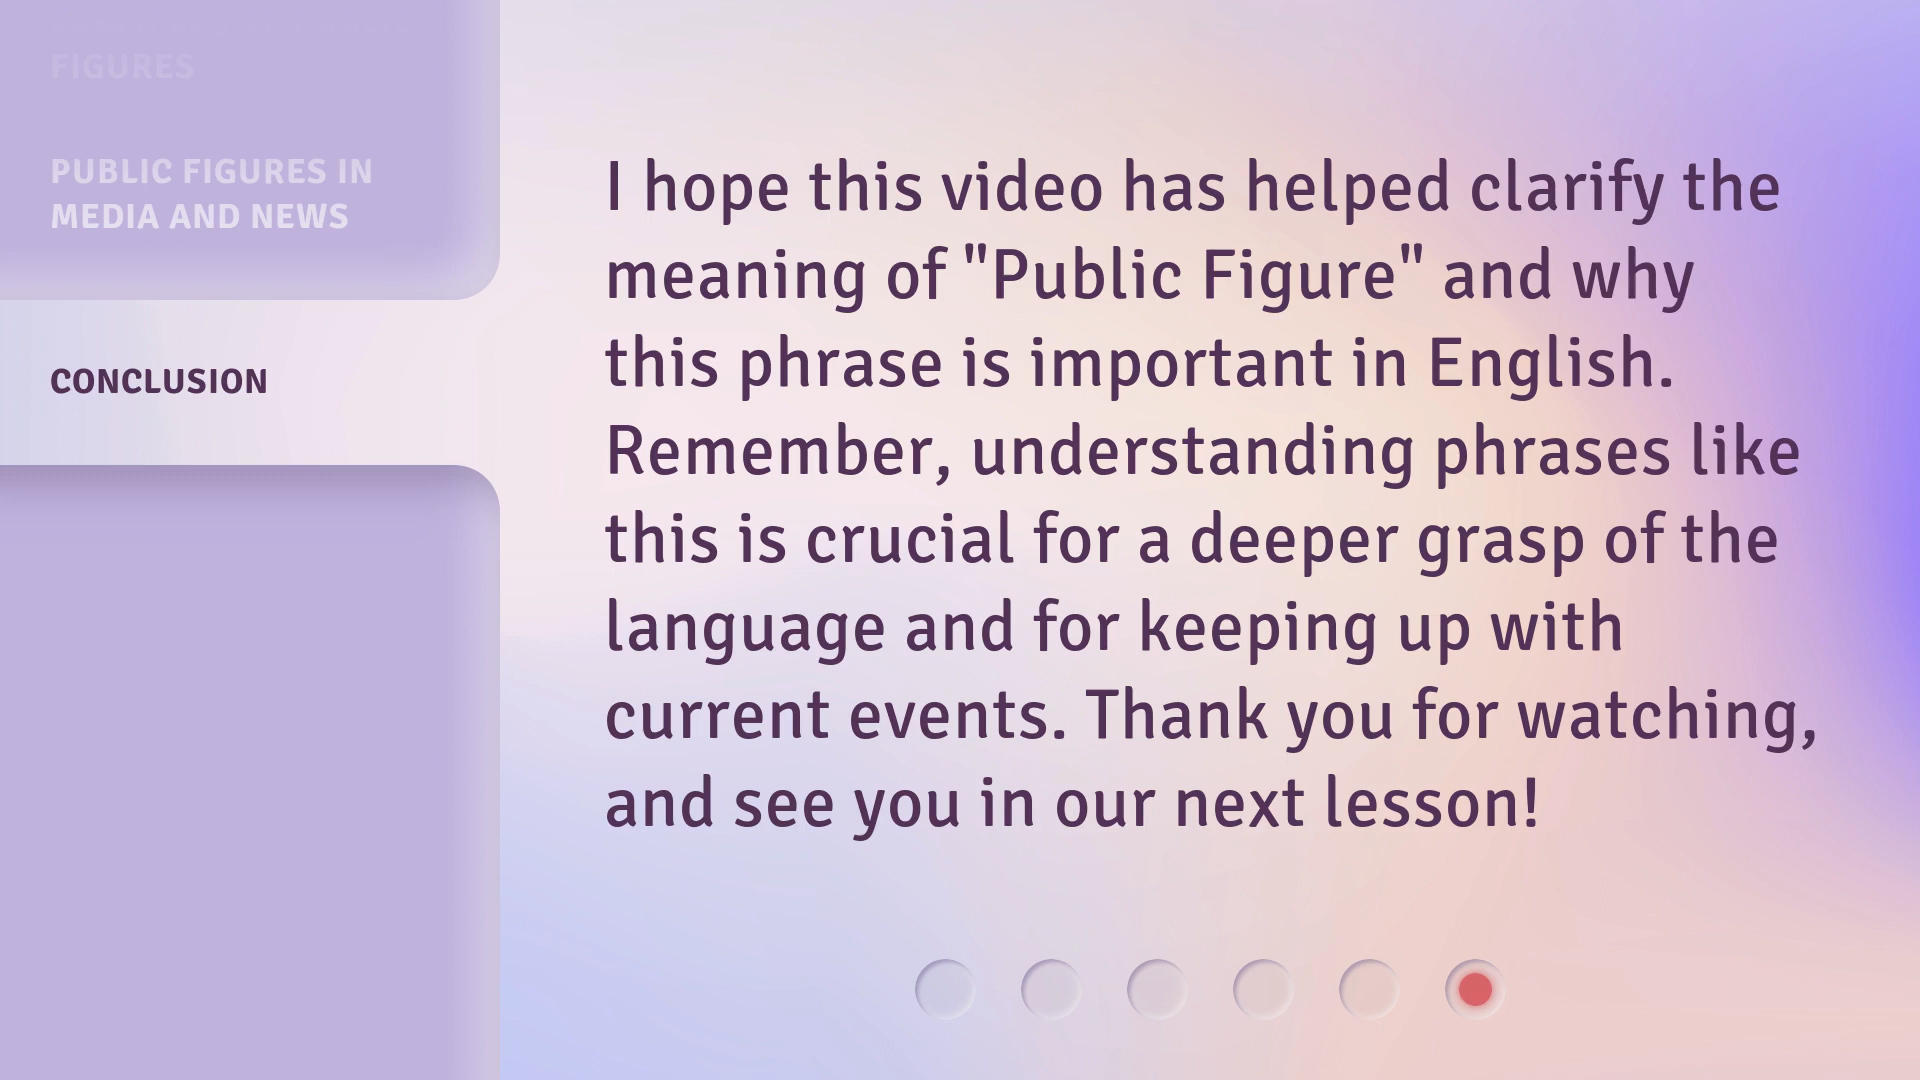 FIGURES
PUBLIC FIGURES IN
MEDIA AND NEWS
CONCLUSION
I hope this video has helped clarify the
meaning of "Public Figure" and why
this phrase is important in English.
Remember, understanding phrases like
this is crucial for a deeper grasp of the
language and for keeping up with
current events. Thank you for watching,
and see you in our next lesson!